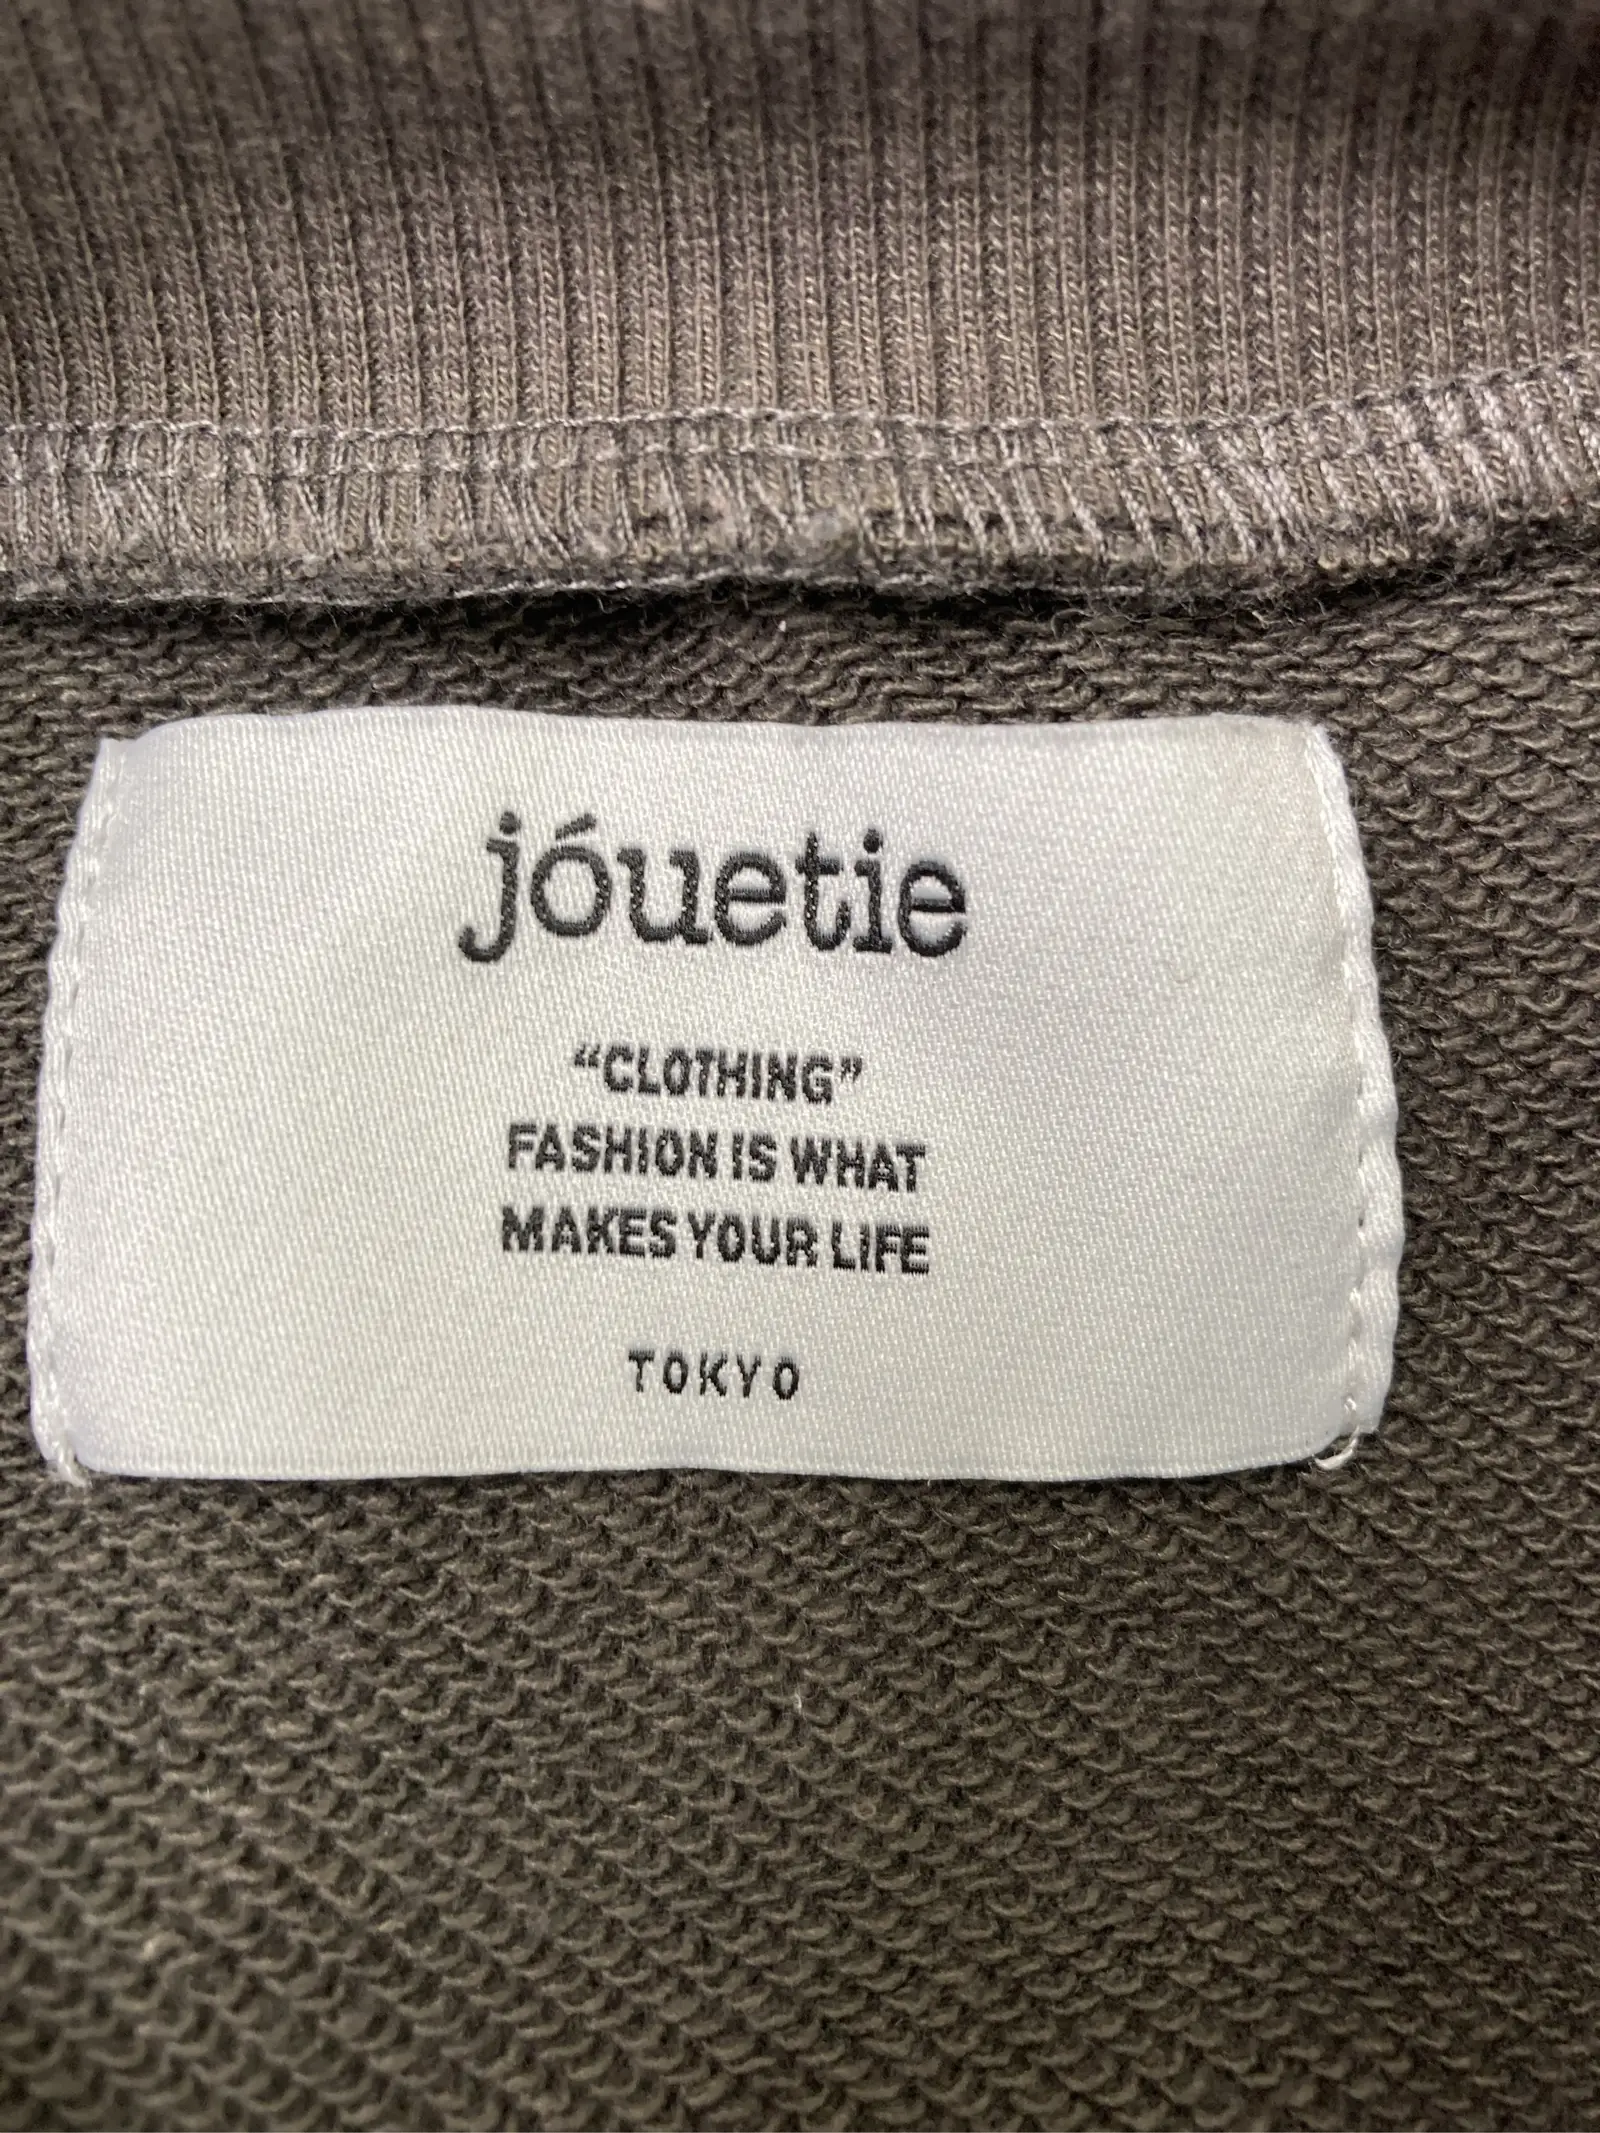 jóuetie
“CLOTHING”
FASHION IS WHAT
MAKES YOUR LIFE
TOKYO